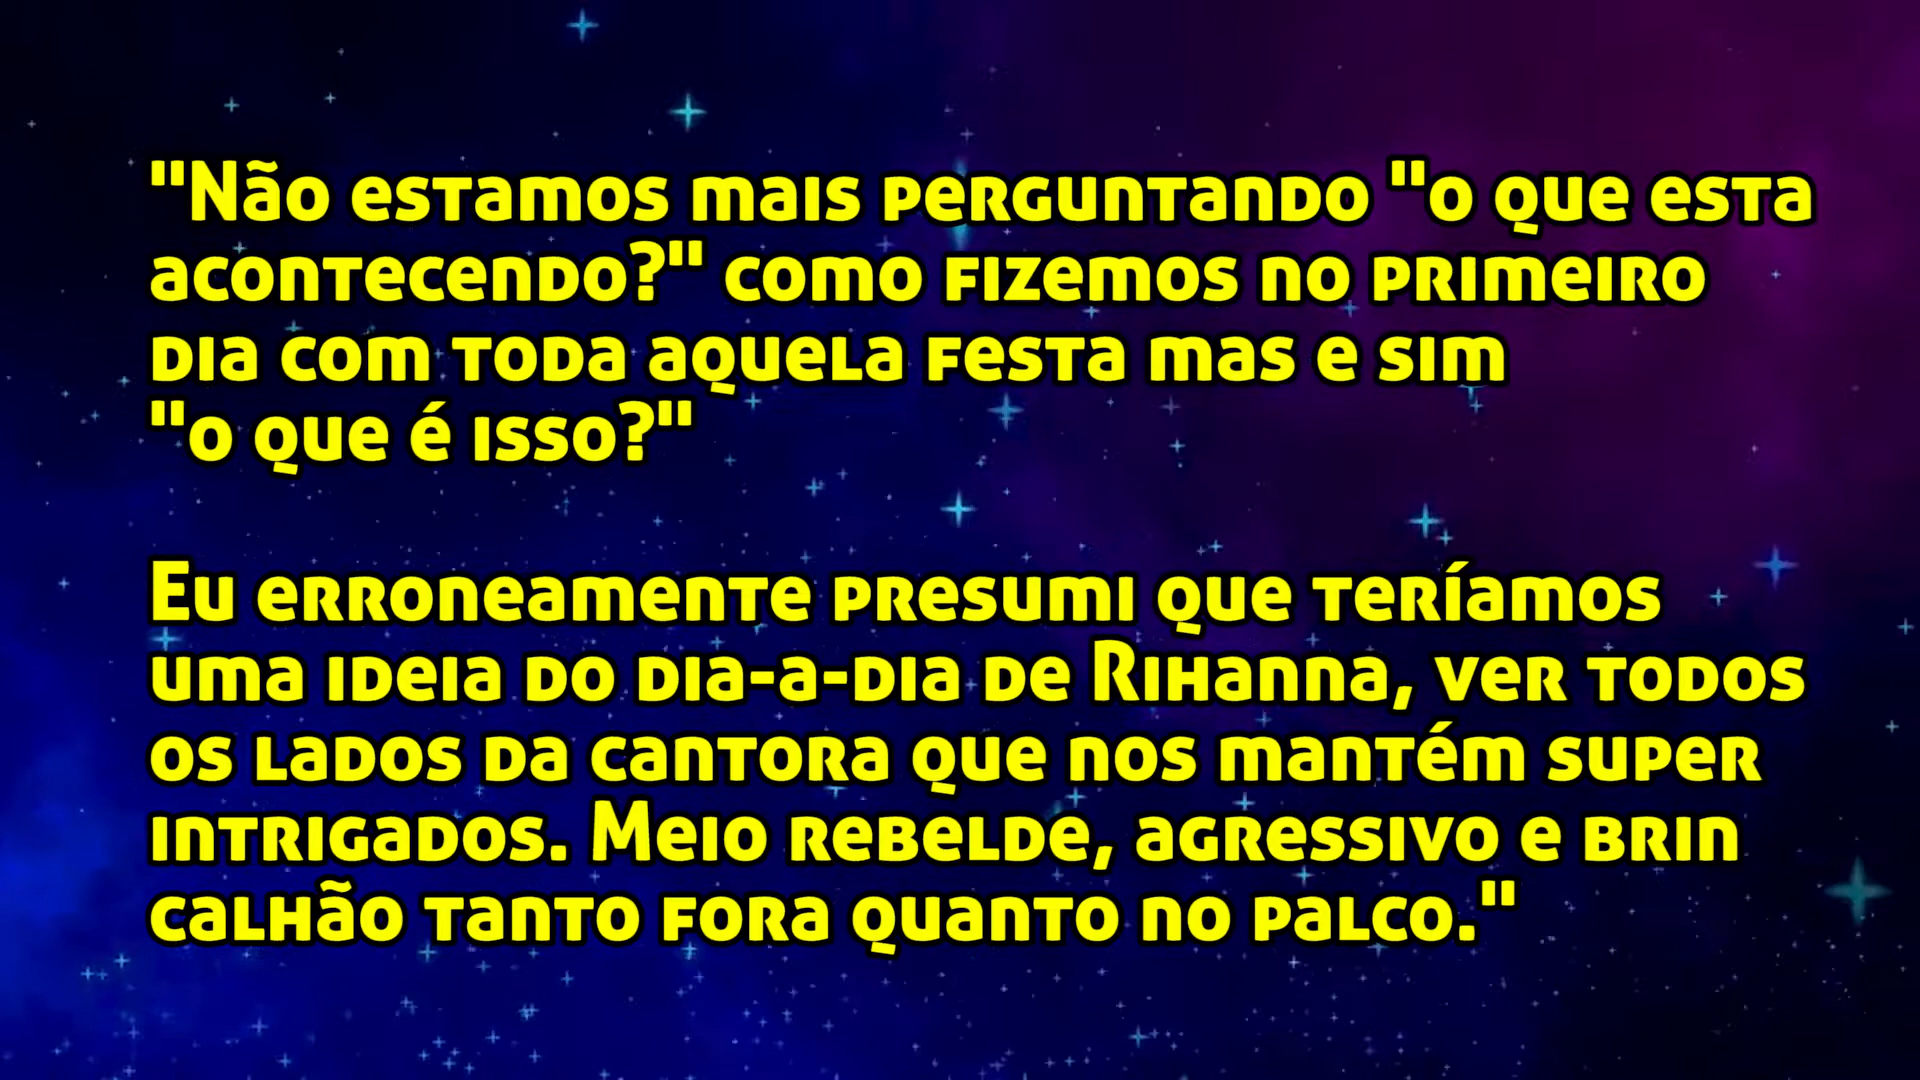 "Não estamos mais perguntando "o que esta
acontecendo?" como fizemos no primeiro
dia com toda aquela festa mas e sim
"o que é isso?"
Eu erroneamente presumi que teríamos
uma ideia do dia-a-dia de Rihanna, ver todos
os lados da cantora que nos mantém super
intrigados. Meio rebelde, agressivo e brin
calhão tanto fora quanto no palco."